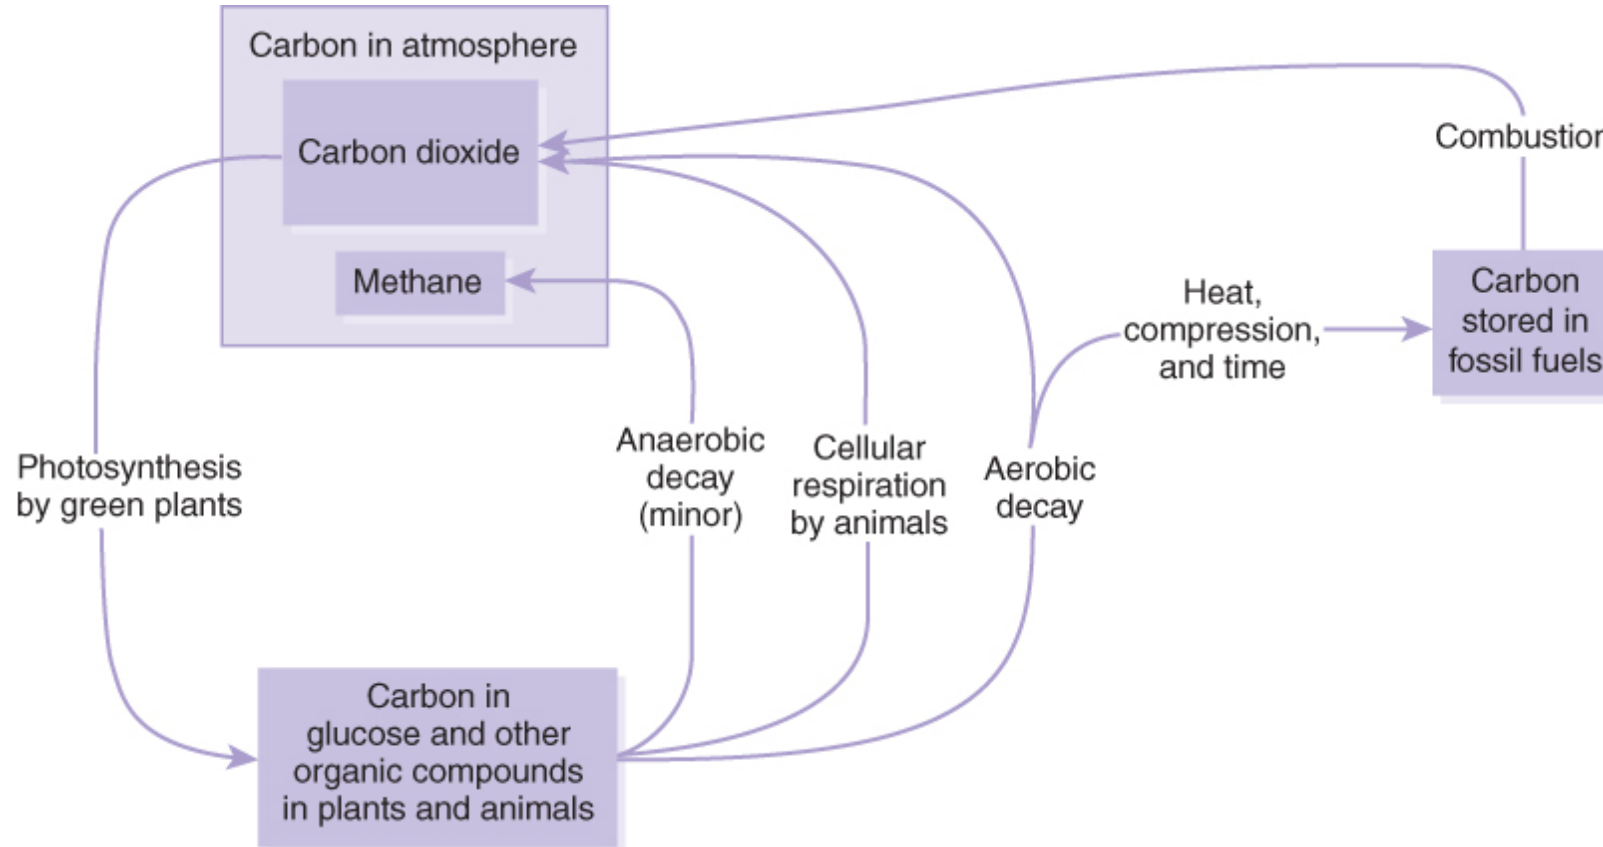 Carbon in atmosphere
Carbon dioxide
Methane
Combustion
Heat,
compression,
and time
Carbon
stored in
fossil fuels
Photosynthesis
by green plants
Anaerobic
decay
(minor)
Cellular
respiration
by animals
Aerobic
decay
Carbon in
glucose and other
organic compounds
in plants and animals